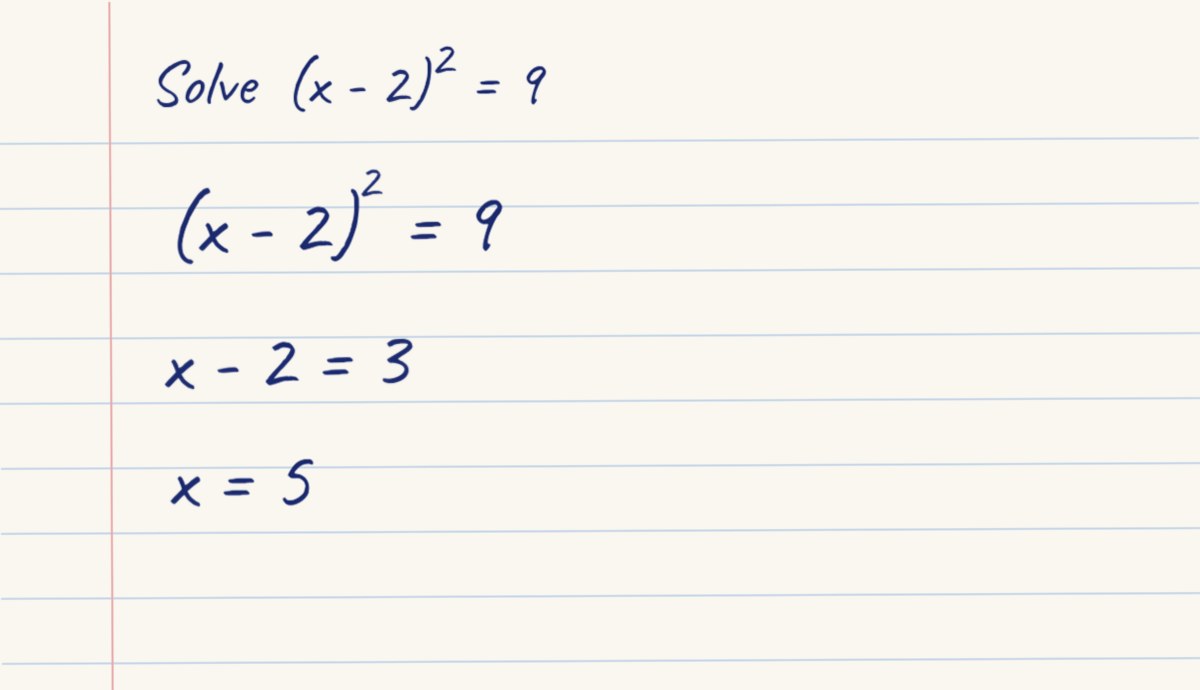 Solve (x - 2)² = 9
(x - 2)² = 9
x - 2 = 3
x = 5